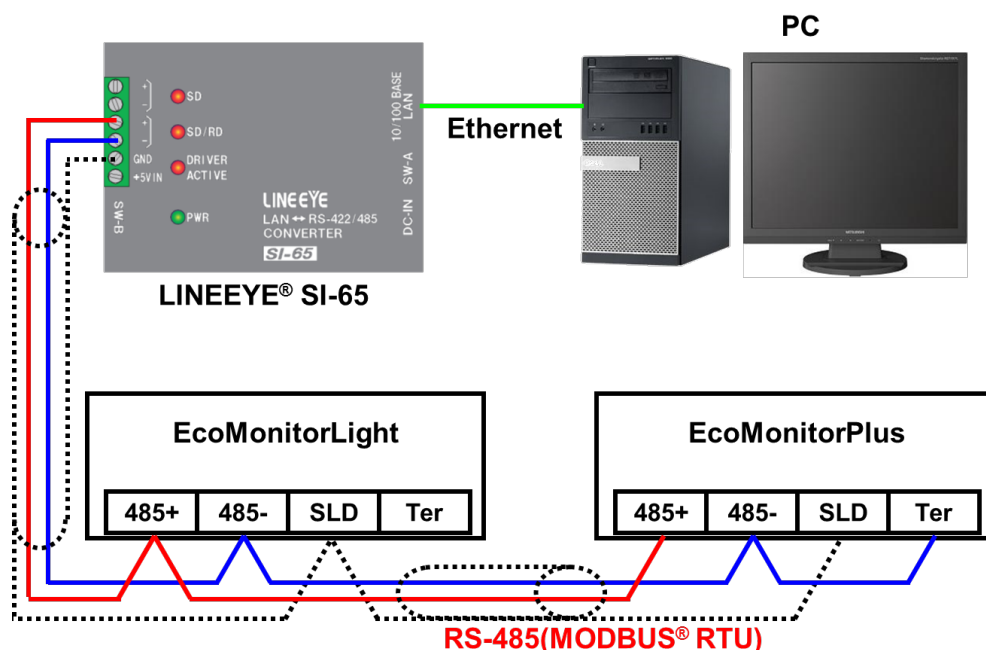 PC
+
-
+
-
GND
+5VIN
SW-B
SD
SD/RD
DRIVER
ACTIVE
PWR
LINEEYE
LAN↔RS-422/485
CONVERTER
SI-65
10/100 BASE
LAN
SW-A
DC-IN
Ethernet
MITSUBISHI
LINEEYE® SI-65
EcoMonitorLight
485+ 485- SLD Ter
EcoMonitorPlus
485+ 485- SLD Ter
RS-485(MODBUS® RTU)